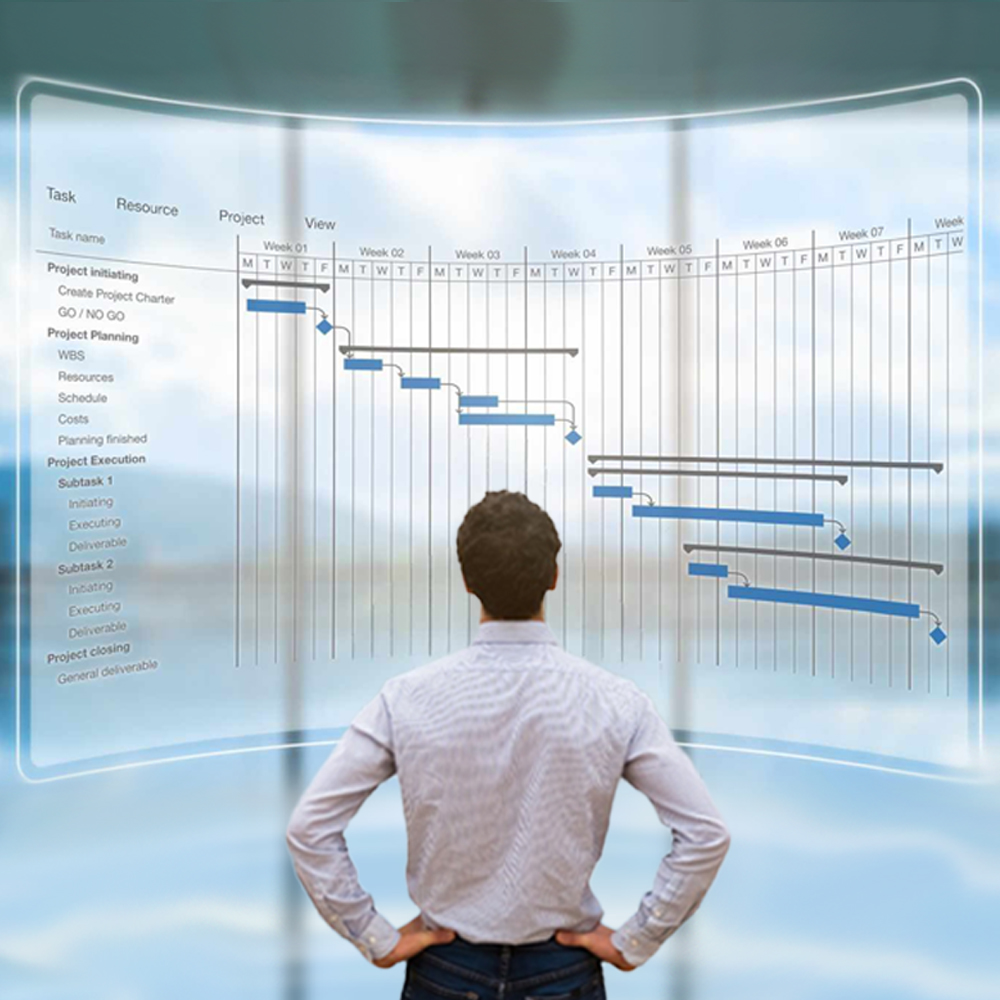 Task Resource Project View
Task name Week 01 Week 02 Week 03 Week 04 Week 05 Week 06 Week 07 Week
M T W T F M T W T F M T W T F M T W T F M T W T F M T W T F M T W T F M T W
Project initiating
Create Project Charter
GO / NO GO
Project Planning
WBS
Resources
Schedule
Costs
Planning finished
Project Execution
Subtask 1
Initiating
Executing
Deliverable
Subtask 2
Initiating
Executing
Deliverable
Project closing
General deliverable